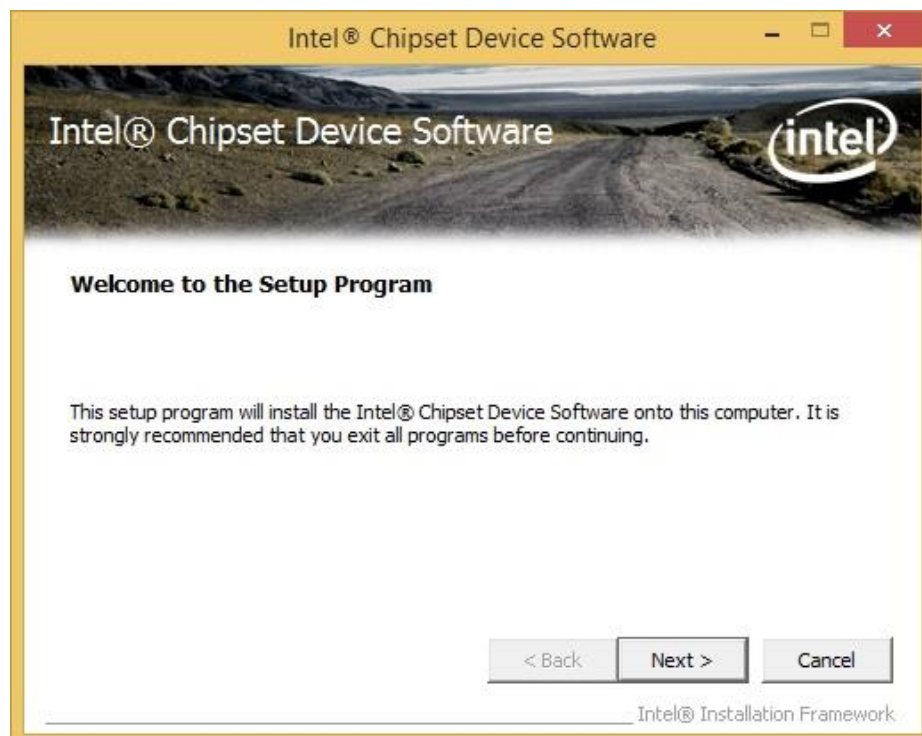 Intel® Chipset Device Software
Intel® Chipset Device Software
intel
Welcome to the Setup Program
This setup program will install the Intel® Chipset Device Software onto this computer. It is
strongly recommended that you exit all programs before continuing.
< Back Next > Cancel
Intel® Installation Framework